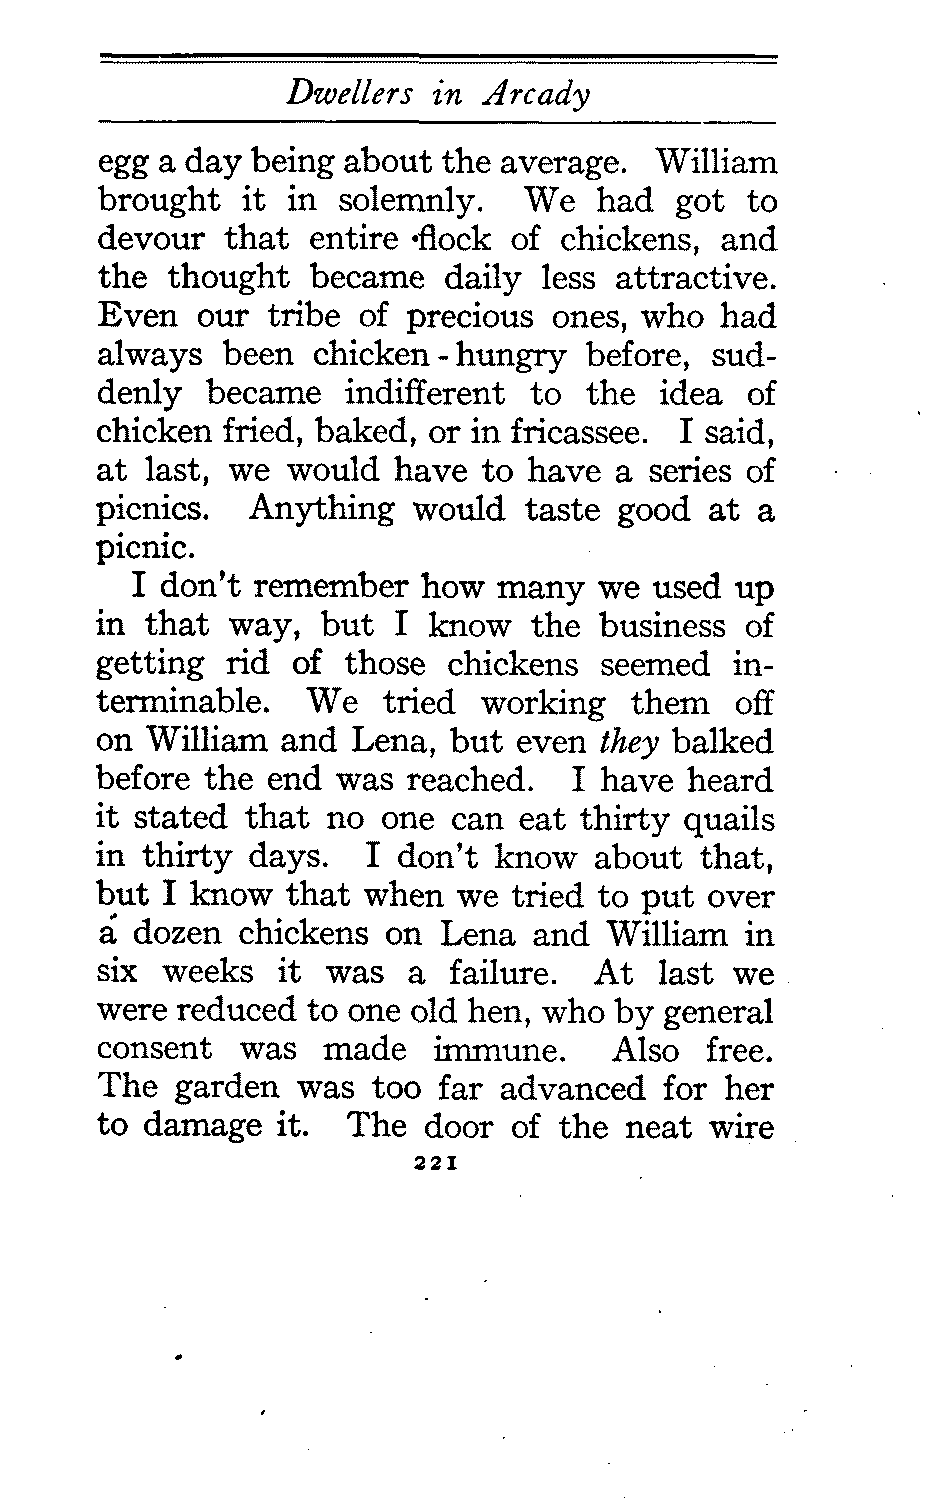 Dwellers in Arcady
egg a day being about the average. William
brought it in solemnly. We had got to
devour that entire flock of chickens, and
the thought became daily less attractive.
Even our tribe of precious ones, who had
always been chicken-hungry before, sud-
denly became indifferent to the idea of
chicken fried, baked, or in fricassee. I said,
at last, we would have to have a series of
picnics. Anything would taste good at a
picnic.
I don't remember how many we used up
in that way, but I know the business of
getting rid of those chickens seemed in-
terminable. We tried working them off
on William and Lena, but even they balked
before the end was reached. I have heard
it stated that no one can eat thirty quails
in thirty days. I don't know about that,
but I know that when we tried to put over
a dozen chickens on Lena and William in
six weeks it was a failure. At last we
were reduced to one old hen, who by general
consent was made immune. Also free.
The garden was too far advanced for her
to damage it. The door of the neat wire
221